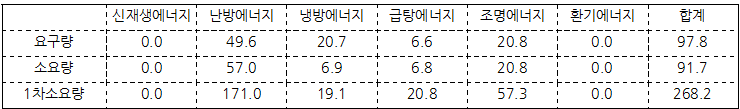 신재생에너지 난방에너지 냉방에너지 급탕에너지 조명에너지 환기에너지 합계
요구량 0.0 49.6 20.7 6.6 20.8 0.0 97.8
소요량 0.0 57.0 6.9 6.8 20.8 0.0 91.7
1차소요량 0.0 171.0 19.1 20.8 57.3 0.0 268.2